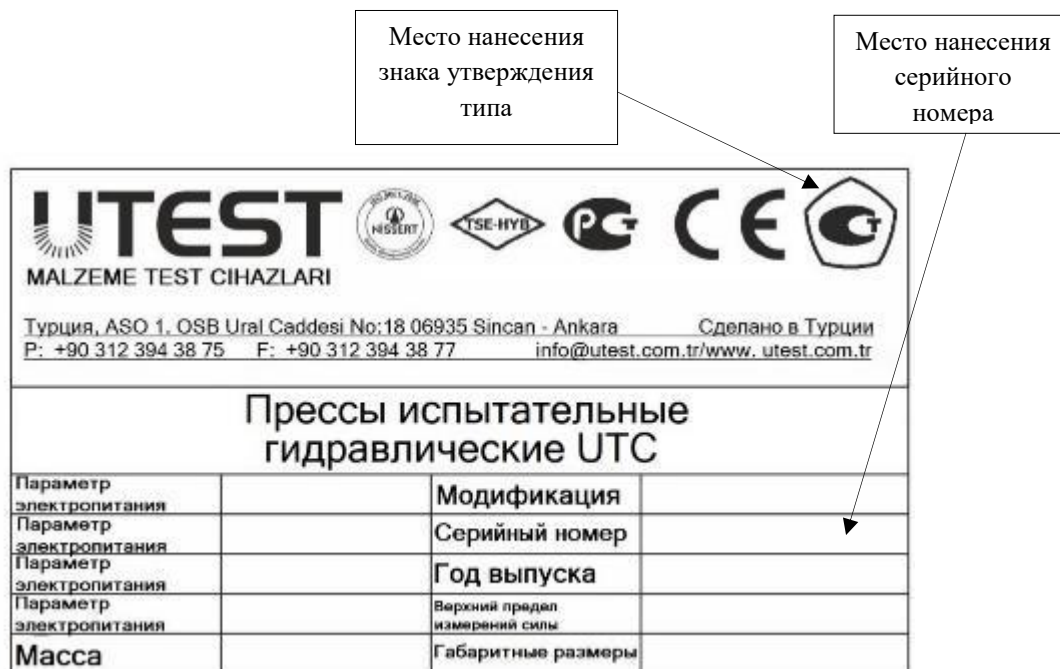 Место нанесения
знака утверждения
типа
Место нанесения
серийного
номера
UTEST
MALZEME TEST CIHAZLARI
NISSERT
TSE-HYB
РСТ
CE
Турция, ASO 1. OSB Ural Caddesi No:18 06935 Sincan - Ankara Сделано в Турции
P: +90 312 394 38 75 F: +90 312 394 38 77 info@utest.com.tr/www. utest.com.tr
Прессы испытательные
гидравлические UTC
Параметр
электропитания
Модификация
Параметр
электропитания
Серийный номер
Параметр
электропитания
Год выпуска
Параметр
электропитания
Верхний предел
измерений силы
Масса
Габаритные размеры